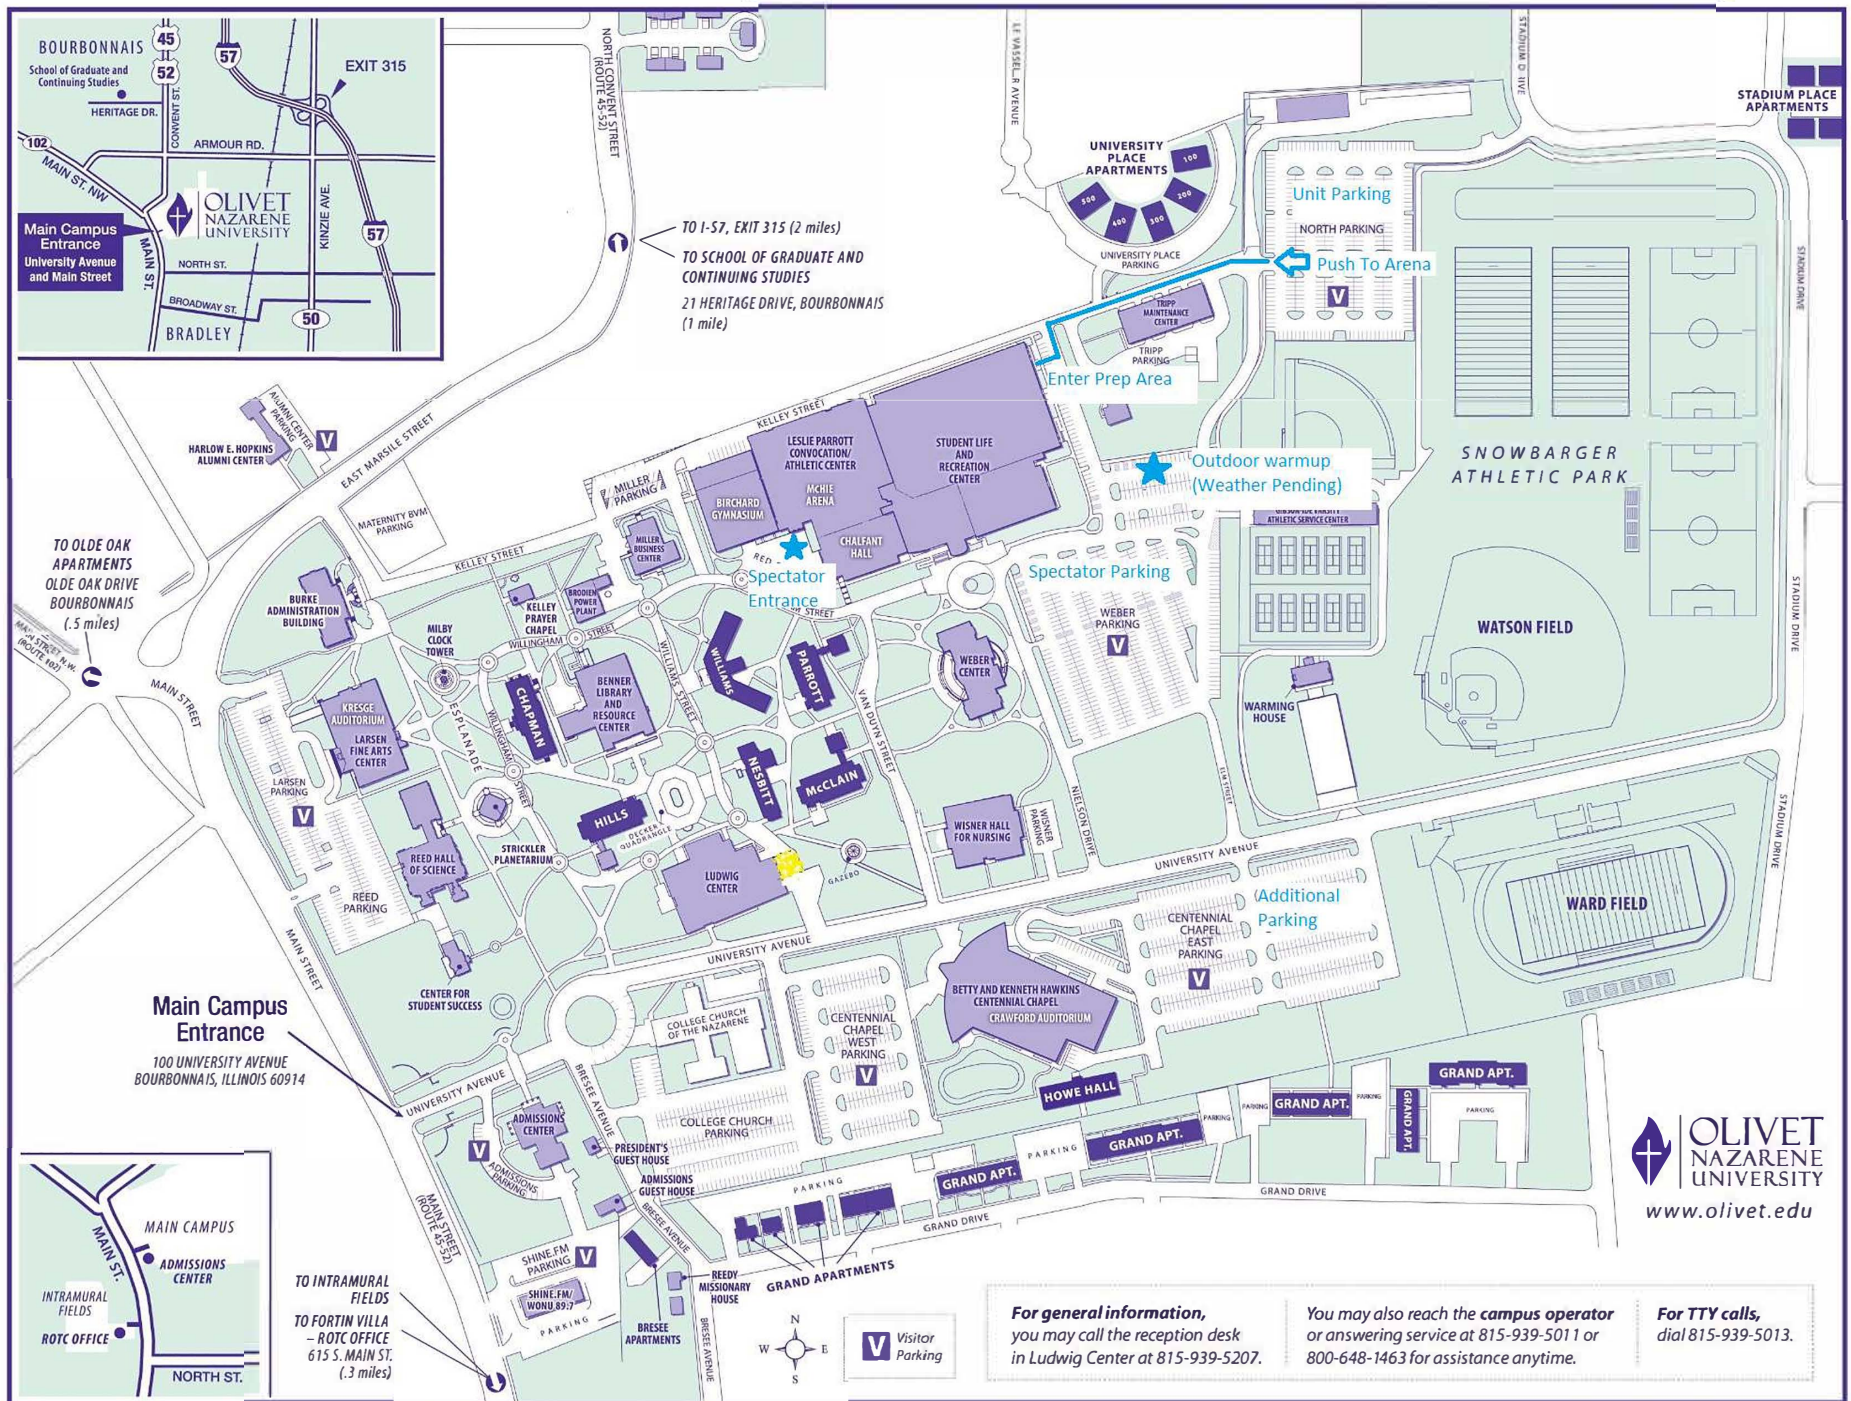 BOURBONNAIS
45
52
57
EXIT 315
School of Graduate and
Continuing Studies
HERITAGE DR.
CONVENT ST.
102
ARMOUR RD.
MAIN ST. NW
OLIVET
NAZARENE
UNIVERSITY
KINZIE AVE.
57
Main Campus
Entrance
University Avenue
and Main Street
MAIN ST.
NORTH ST.
BROADWAY ST.
50
BRADLEY
NORTH CONVENT STREET
(ROUTE 45-52)
TO I-57, EXIT 315 (2 miles)
TO SCHOOL OF GRADUATE AND
CONTINUING STUDIES
21 HERITAGE DRIVE, BOURBONNAIS
(1 mile)
UNIVERSITY
PLACE
APARTMENTS
100
200
300
400
500
UNIVERSITY PLACE
PARKING
STADIUM PLACE
APARTMENTS
Unit Parking
NORTH PARKING
Push To Arena
V
TRIPP
MAINTENANCE
CENTER
TRIPP
PARKING
Enter Prep Area
STADIUM DRIVE
SNOWBARGER
ATHLETIC PARK
ALUMNI CENTER
PARKING
V
HARLOW E. HOPKINS
ALUMNI CENTER
EAST MARSILE STREET
KELLEY STREET
LESLIE PARROTT
CONVOCATION/
ATHLETIC CENTER
McHIE
ARENA
STUDENT LIFE
AND
RECREATION
CENTER
BIRCHARD
GYMNASIUM
CHALFANT
HALL
Outdoor warmup
(Weather Pending)
ATHLETIC SERVICE CENTER
MILLER
PARKING
MATERNITY BVM
PARKING
MILLER
BUSINESS
CENTER
KELLEY STREET
Spectator
Entrance
Spectator Parking
WEBER
PARKING
V
TO OLDE OAK
APARTMENTS
OLDE OAK DRIVE
BOURBONNAIS
(.5 miles)
BURKE
ADMINISTRATION
BUILDING
KELLEY
PRAYER
CHAPEL
BRODIEN
POWER
PLANT
MILBY
CLOCK
TOWER
WILLINGHAM
STREET
WILLIAMS STREET
WILLIAMS
PARROTT
WEBER
CENTER
WATSON FIELD
STADIUM DRIVE
MAIN STREET
KRESGE
AUDITORIUM
LARSEN
FINE ARTS
CENTER
ESPLANADE
CHAPMAN
WILLINGHAM
STREET
BENNER
LIBRARY
AND
RESOURCE
CENTER
VAN DUYN STREET
WARMING
HOUSE
LARSEN
PARKING
V
NESBITT
McCLAIN
HILLS
DECKER
QUADRANGLE
ELM STREET
NIELSON DRIVE
WISNER HALL
FOR NURSING
WISNER
PARKING
STRICKLER
PLANETARIUM
REED HALL
OF SCIENCE
REED
PARKING
LUDWIG
CENTER
GAZEBO
UNIVERSITY AVENUE
STADIUM DRIVE
Additional
Parking
WARD FIELD
CENTENNIAL
CHAPEL
EAST
PARKING
V
MAIN STREET
UNIVERSITY AVENUE
CENTER FOR
STUDENT SUCCESS
Main Campus
Entrance
100 UNIVERSITY AVENUE
BOURBONNAIS, ILLINOIS 60914
COLLEGE CHURCH
OF THE NAZARENE
CENTENNIAL
CHAPEL
WEST
PARKING
V
BETTY AND KENNETH HAWKINS
CENTENNIAL CHAPEL
CRAWFORD AUDITORIUM
HOWE HALL
UNIVERSITY AVENUE
BRESEE AVENUE
ADMISSIONS
CENTER
V
ADMISSIONS
PARKING
PRESIDENT'S
GUEST HOUSE
ADMISSIONS
GUEST HOUSE
COLLEGE CHURCH
PARKING
GRAND APT.
PARKING
GRAND APT.
PARKING
GRAND APT.
PARKING
PARKING
GRAND APT.
PARKING
GRAND APT.
PARKING
GRAND APT.
GRAND DRIVE
GRAND DRIVE
BRESEE AVENUE
GRAND APARTMENTS
OLIVET
NAZARENE
UNIVERSITY
www.olivet.edu
MAIN STREET
(ROUTE 45-52)
SHINE.FM
PARKING
V
SHINE.FM/
WONU 89.7
PARKING
REEDY
MISSIONARY
HOUSE
BRESEE
APARTMENTS
BRESEE AVENUE
MAIN CAMPUS
MAIN ST.
ADMISSIONS
CENTER
INTRAMURAL
FIELDS
ROTC OFFICE
NORTH ST.
TO INTRAMURAL
FIELDS
TO FORTIN VILLA
– ROTC OFFICE
615 S. MAIN ST.
(.3 miles)
N
W
E
S
V
Visitor
Parking
For general information,
you may call the reception desk
in Ludwig Center at 815-939-5207.
You may also reach the campus operator
or answering service at 815-939-5011 or
800-648-1463 for assistance anytime.
For TTY calls,
dial 815-939-5013.